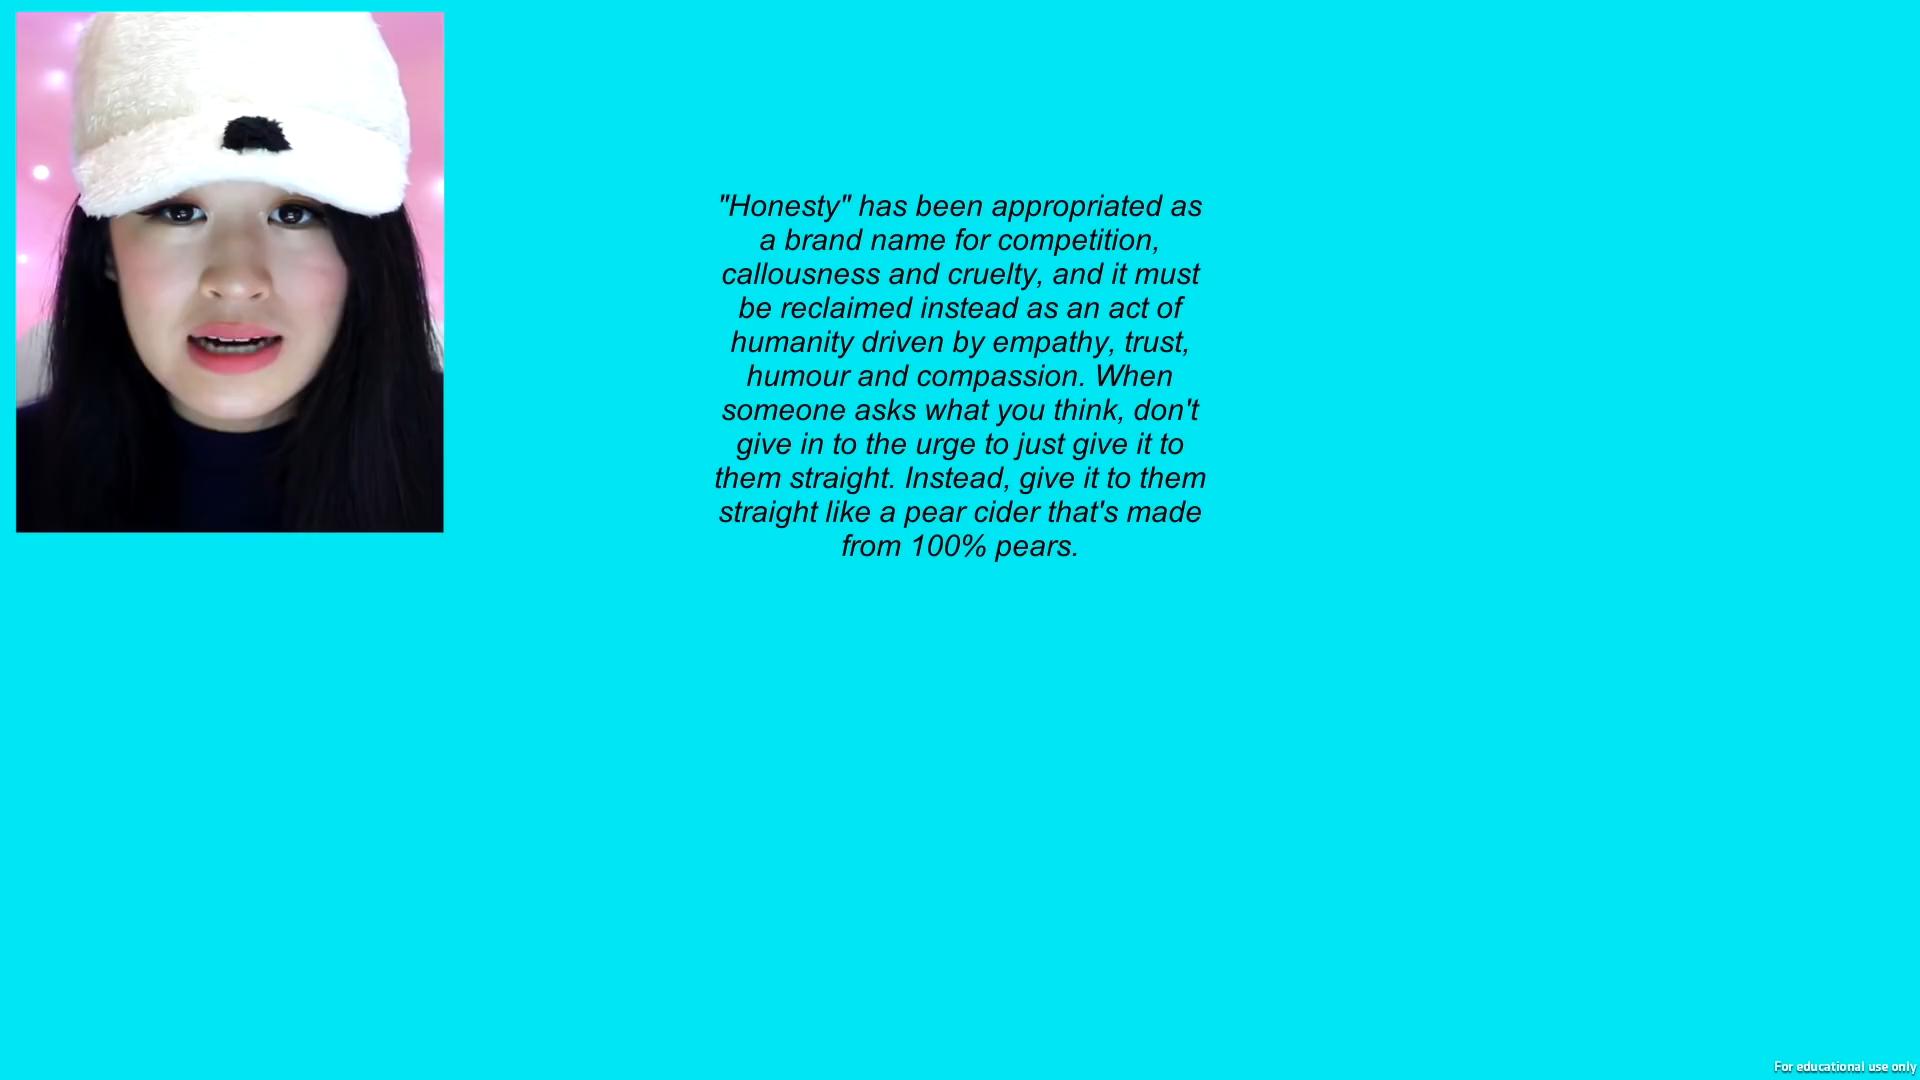 "Honesty" has been appropriated as
a brand name for competition,
callousness and cruelty, and it must
be reclaimed instead as an act of
humanity driven by empathy, trust,
humour and compassion. When
someone asks what you think, don't
give in to the urge to just give it to
them straight. Instead, give it to them
straight like a pear cider that's made
from 100% pears.
For educational use only